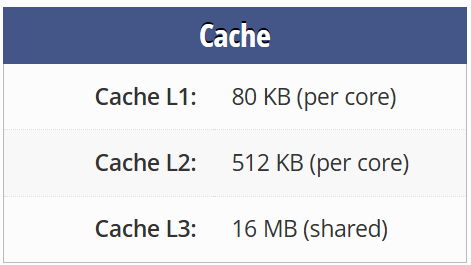 Cache
Cache L1: 80 KB (per core)
Cache L2: 512 KB (per core)
Cache L3: 16 MB (shared)